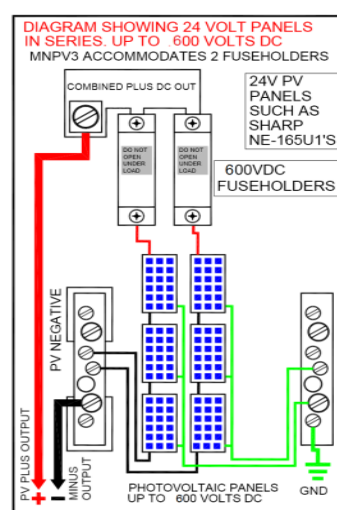 DIAGRAM SHOWING 24 VOLT PANELS
IN SERIES. UP TO 600 VOLTS DC
MNPV3 ACCOMMODATES 2 FUSEHOLDERS
COMBINED PLUS DC OUT
24V PV
PANELS
SUCH AS
SHARP
NE-165U1'S
DO NOT
OPEN
UNDER
LOAD
DO NOT
OPEN
UNDER
LOAD
600VDC
FUSEHOLDERS
PV NEGATIVE
PV PLUS OUTPUT
+
-
MINUS
OUTPUT
PHOTOVOLTAIC PANELS
UP TO 600 VOLTS DC
GND